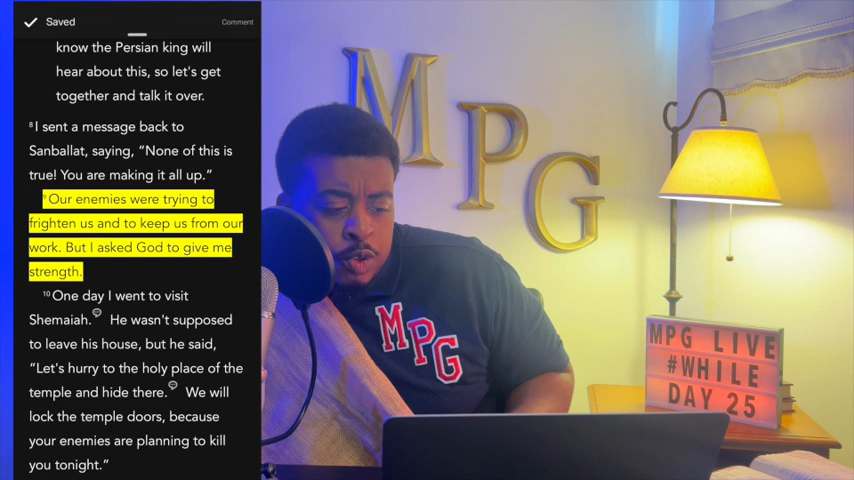 Saved
Comment
know the Persian king will
hear about this, so let's get
together and talk it over.
8 I sent a message back to
Sanballat, saying, “None of this is
true! You are making it all up.”
9 Our enemies were trying to
frighten us and to keep us from our
work. But I asked God to give me
strength.
10 One day I went to visit
Shemaiah. He wasn't supposed
to leave his house, but he said,
“Let's hurry to the holy place of the
temple and hide there. We will
lock the temple doors, because
your enemies are planning to kill
you tonight.”
MPG
MPG
MPG LIVE
#WHILE
DAY 25